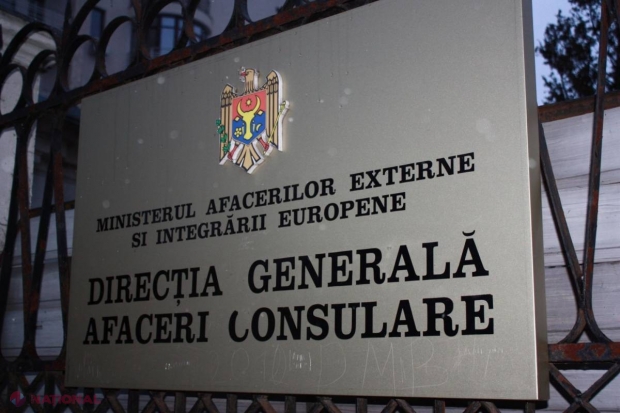 MINISTERUL AFACERILOR EXTERNE
ȘI INTEGRĂRII EUROPENE
DIRECȚIA GENERALĂ
AFACERI CONSULARE